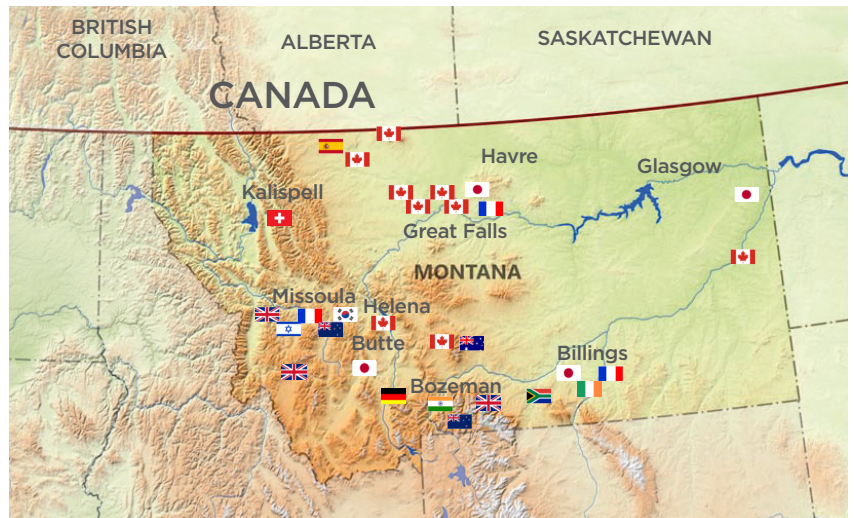 BRITISH
COLUMBIA
ALBERTA
SASKATCHEWAN
CANADA
Havre
Glasgow
Kalispell
Great Falls
MONTANA
Missoula
Helena
Butte
Billings
Bozeman